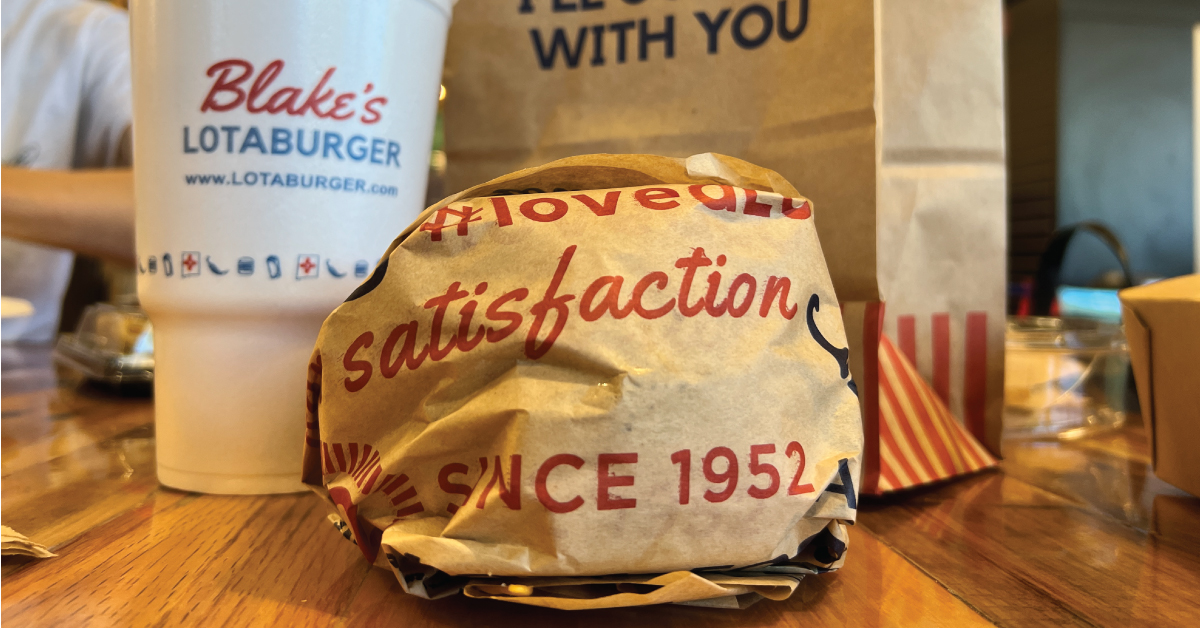 Blake's
LOTABURGER
www.LOTABURGER.com
WITH YOU
satisfaction
SINCE 1952